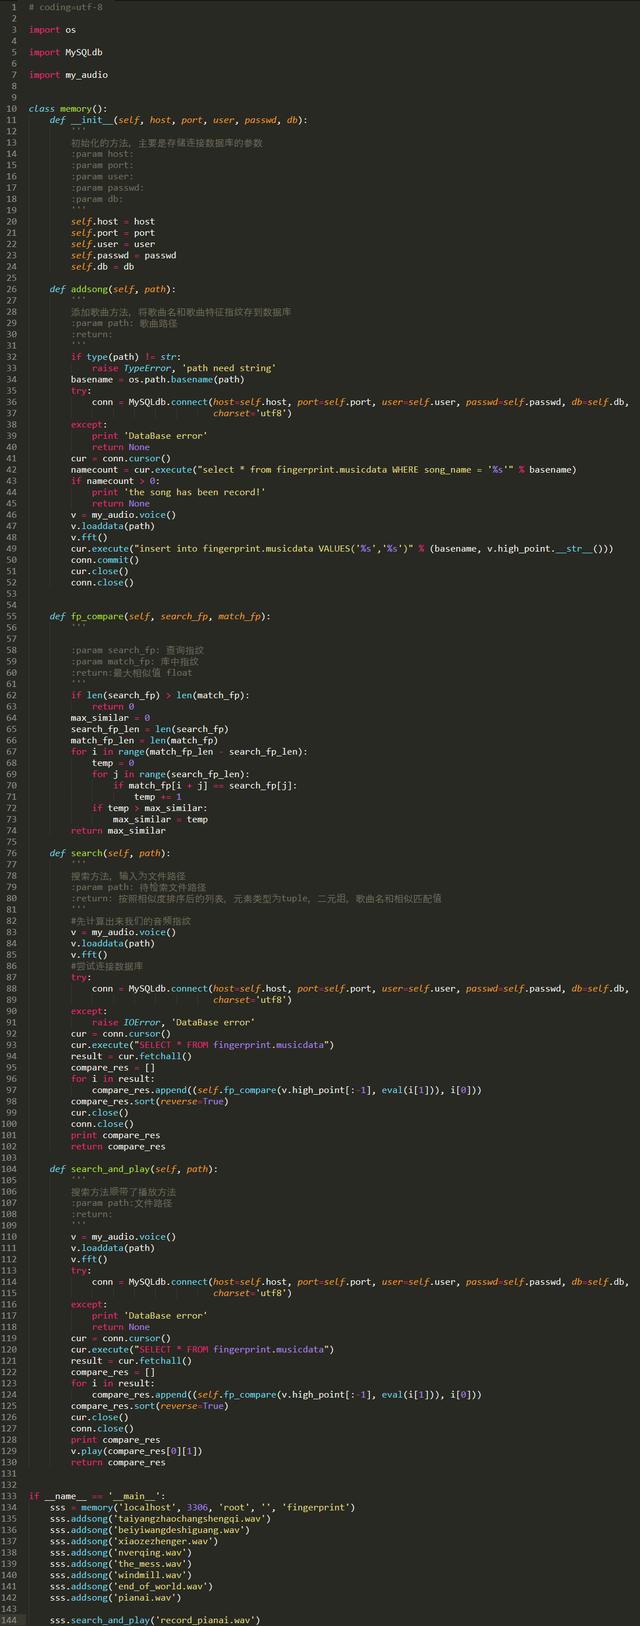 1 # coding=utf-8
2
3 import os
4
5 import MySQLdb
6
7 import my_audio
8
9
10 class memory():
11     def __init__(self, host, port, user, passwd, db):
12         '''
13         初始化的方法，主要是存储连接数据库的参数
14         :param host:
15         :param port:
16         :param user:
17         :param passwd:
18         :param db:
19         '''
20         self.host = host
21         self.port = port
22         self.user = user
23         self.passwd = passwd
24         self.db = db
25
26     def addsong(self, path):
27         '''
28         添加歌曲方法，将歌曲名和歌曲特征指纹存到数据库
29         :param path: 歌曲路径
30         :return:
31         '''
32         if type(path) != str:
33             raise TypeError, 'path need string'
34         basename = os.path.basename(path)
35         try:
36             conn = MySQLdb.connect(host=self.host, port=self.port, user=self.user, passwd=self.passwd, db=self.db,
37                                    charset='utf8')
38         except:
39             print 'DataBase error'
40             return None
41         cur = conn.cursor()
42         namecount = cur.execute("select * from fingerprint.musicdata WHERE song_name = '%s'" % basename)
43         if namecount > 0:
44             print 'the song has been record!'
45             return None
46         v = my_audio.voice()
47         v.loaddata(path)
48         v.fft()
49         cur.execute("insert into fingerprint.musicdata VALUES('%s','%s')" % (basename, v.high_point.__str__()))
50         conn.commit()
51         cur.close()
52         conn.close()
53
54
55     def fp_compare(self, search_fp, match_fp):
56         '''
57
58         :param search_fp: 查询指纹
59         :param match_fp: 库中指纹
60         :return:最大相似值 float
61         '''
62         if len(search_fp) > len(match_fp):
63             return 0
64         max_similar = 0
65         search_fp_len = len(search_fp)
66         match_fp_len = len(match_fp)
67         for i in range(match_fp_len - search_fp_len):
68             temp = 0
69             for j in range(search_fp_len):
70                 if match_fp[i + j] == search_fp[j]:
71                     temp += 1
72             if temp > max_similar:
73                 max_similar = temp
74         return max_similar
75
76     def search(self, path):
77         '''
78         搜索方法，输入为文件路径
79         :param path: 待检索文件路径
80         :return: 按照相似度排序后的列表，元素类型为tuple，二元组，歌曲名和相似匹配值
81         '''
82         #先计算出来我们的音频指纹
83         v = my_audio.voice()
84         v.loaddata(path)
85         v.fft()
86         #尝试连接数据库
87         try:
88             conn = MySQLdb.connect(host=self.host, port=self.port, user=self.user, passwd=self.passwd, db=self.db,
89                                    charset='utf8')
90         except:
91             raise IOError, 'DataBase error'
92         cur = conn.cursor()
93         cur.execute("SELECT * FROM fingerprint.musicdata")
94         result = cur.fetchall()
95         compare_res = []
96         for i in result:
97             compare_res.append((self.fp_compare(v.high_point[:-1], eval(i[1])), i[0]))
98         compare_res.sort(reverse=True)
99         cur.close()
100         conn.close()
101         print compare_res
102         return compare_res
103
104     def search_and_play(self, path):
105         '''
106         搜索方法顺带了播放方法
107         :param path:文件路径
108         :return:
109         '''
110         v = my_audio.voice()
111         v.loaddata(path)
112         v.fft()
113         try:
114             conn = MySQLdb.connect(host=self.host, port=self.port, user=self.user, passwd=self.passwd, db=self.db,
115                                    charset='utf8')
116         except:
117             print 'DataBase error'
118             return None
119         cur = conn.cursor()
120         cur.execute("SELECT * FROM fingerprint.musicdata")
121         result = cur.fetchall()
122         compare_res = []
123         for i in result:
124             compare_res.append((self.fp_compare(v.high_point[:-1], eval(i[1])), i[0]))
125         compare_res.sort(reverse=True)
126         cur.close()
127         conn.close()
128         print compare_res
129         v.play(compare_res[0][1])
130         return compare_res
131
132
133 if __name__ == '__main__':
134     sss = memory('localhost', 3306, 'root', '', 'fingerprint')
135     sss.addsong('taiyangzhaochangshengqi.wav')
136     sss.addsong('beiyiwangdeshiguang.wav')
137     sss.addsong('xiaozezhenger.wav')
138     sss.addsong('nverqing.wav')
139     sss.addsong('the_mess.wav')
140     sss.addsong('windmill.wav')
141     sss.addsong('end_of_world.wav')
142     sss.addsong('pianai.wav')
143
144     sss.search_and_play('record_pianai.wav')